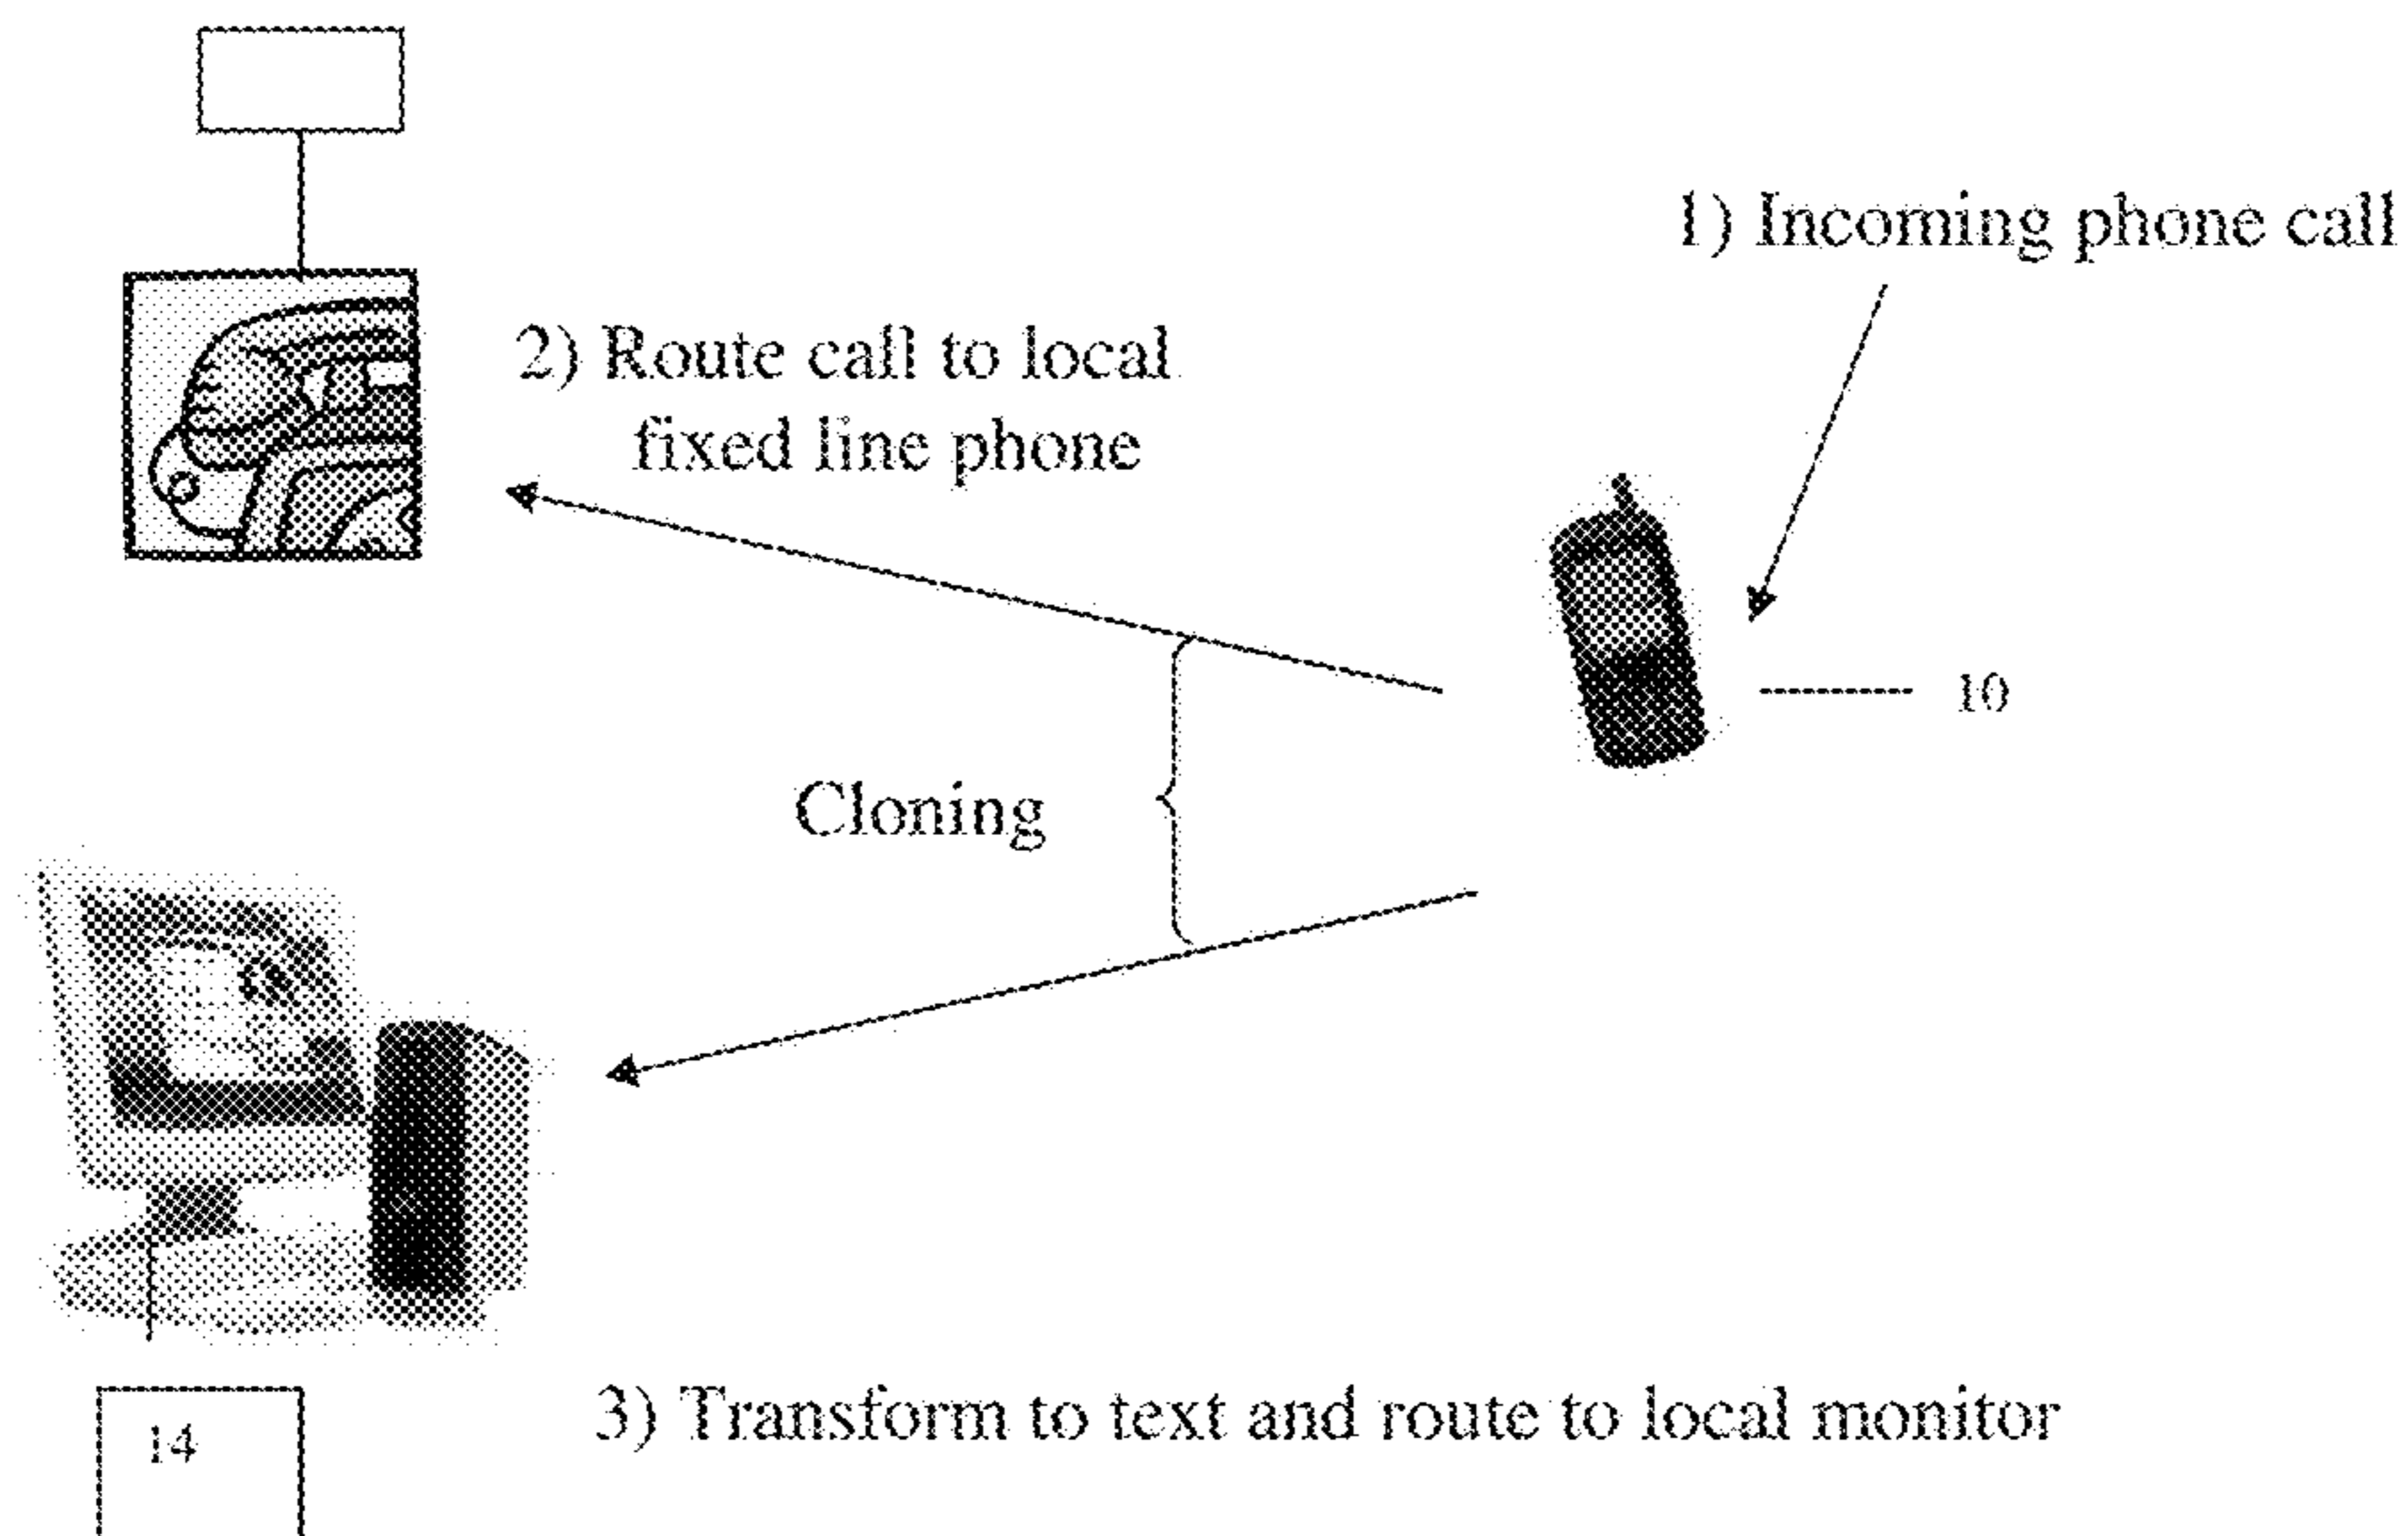 1) Incoming phone call
2) Route call to local
fixed line phone
10
Cloning
3) Transform to text and route to local monitor
14